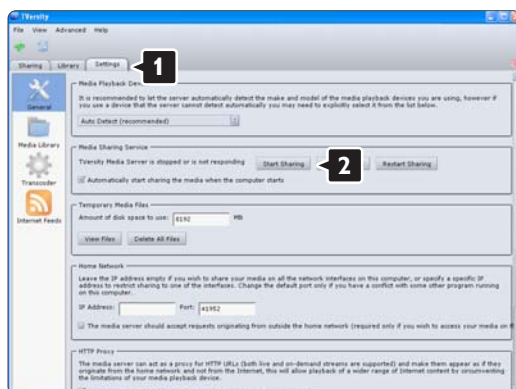 TVersity
File View Advanced Help
Sharing Library Settings
1
General
Media Library
Transcoder
Internet Feeds
Media Playback Dev
It is recommended to let the server automatically detect the make and model of the media playback devices you are using, however if
you use a device that the server cannot detect automatically you may need to explicitly select it from the list below.
Auto Detect (recommended)
Media Sharing Service
TVersity Media Server is stopped or is not responding Start Sharing 2 Restart Sharing
Automatically start sharing the media when the computer starts
Temporary Media Files
Amount of disk space to use: 8192 MB
View Files Delete All Files
Home Network
Leave the IP address empty if you wish to share your media on all the network interfaces on this computer, or specify a specific IP
address to restrict sharing to one of the interfaces. Change the default port only if you have a conflict with some other program running
on this computer.
IP Address: Port: 41952
The media server should accept requests originating from outside the home network (required only if you wish to access your media on
HTTP Proxy
The media server can act as a proxy for HTTP URLs (both live and on-demand streams are supported) and make them appear as if they
originate from the home network and not from the Internet, this will allow playback of a wider range of Internet content by circumventing
the limitations of your media playback device.